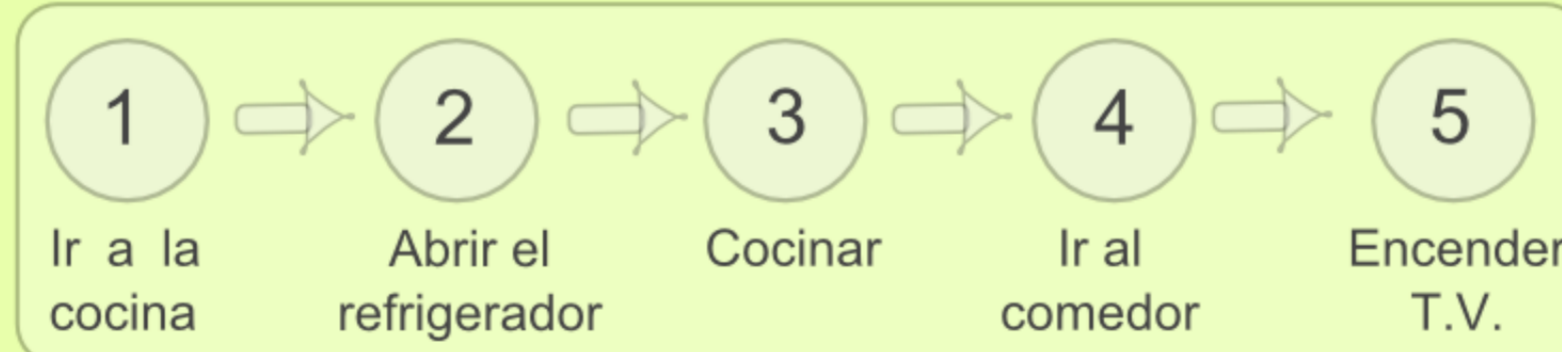 1
2
3
4
5
Ir a la
cocina
Abrir el
refrigerador
Cocinar
Ir al
comedor
Encender
T.V.